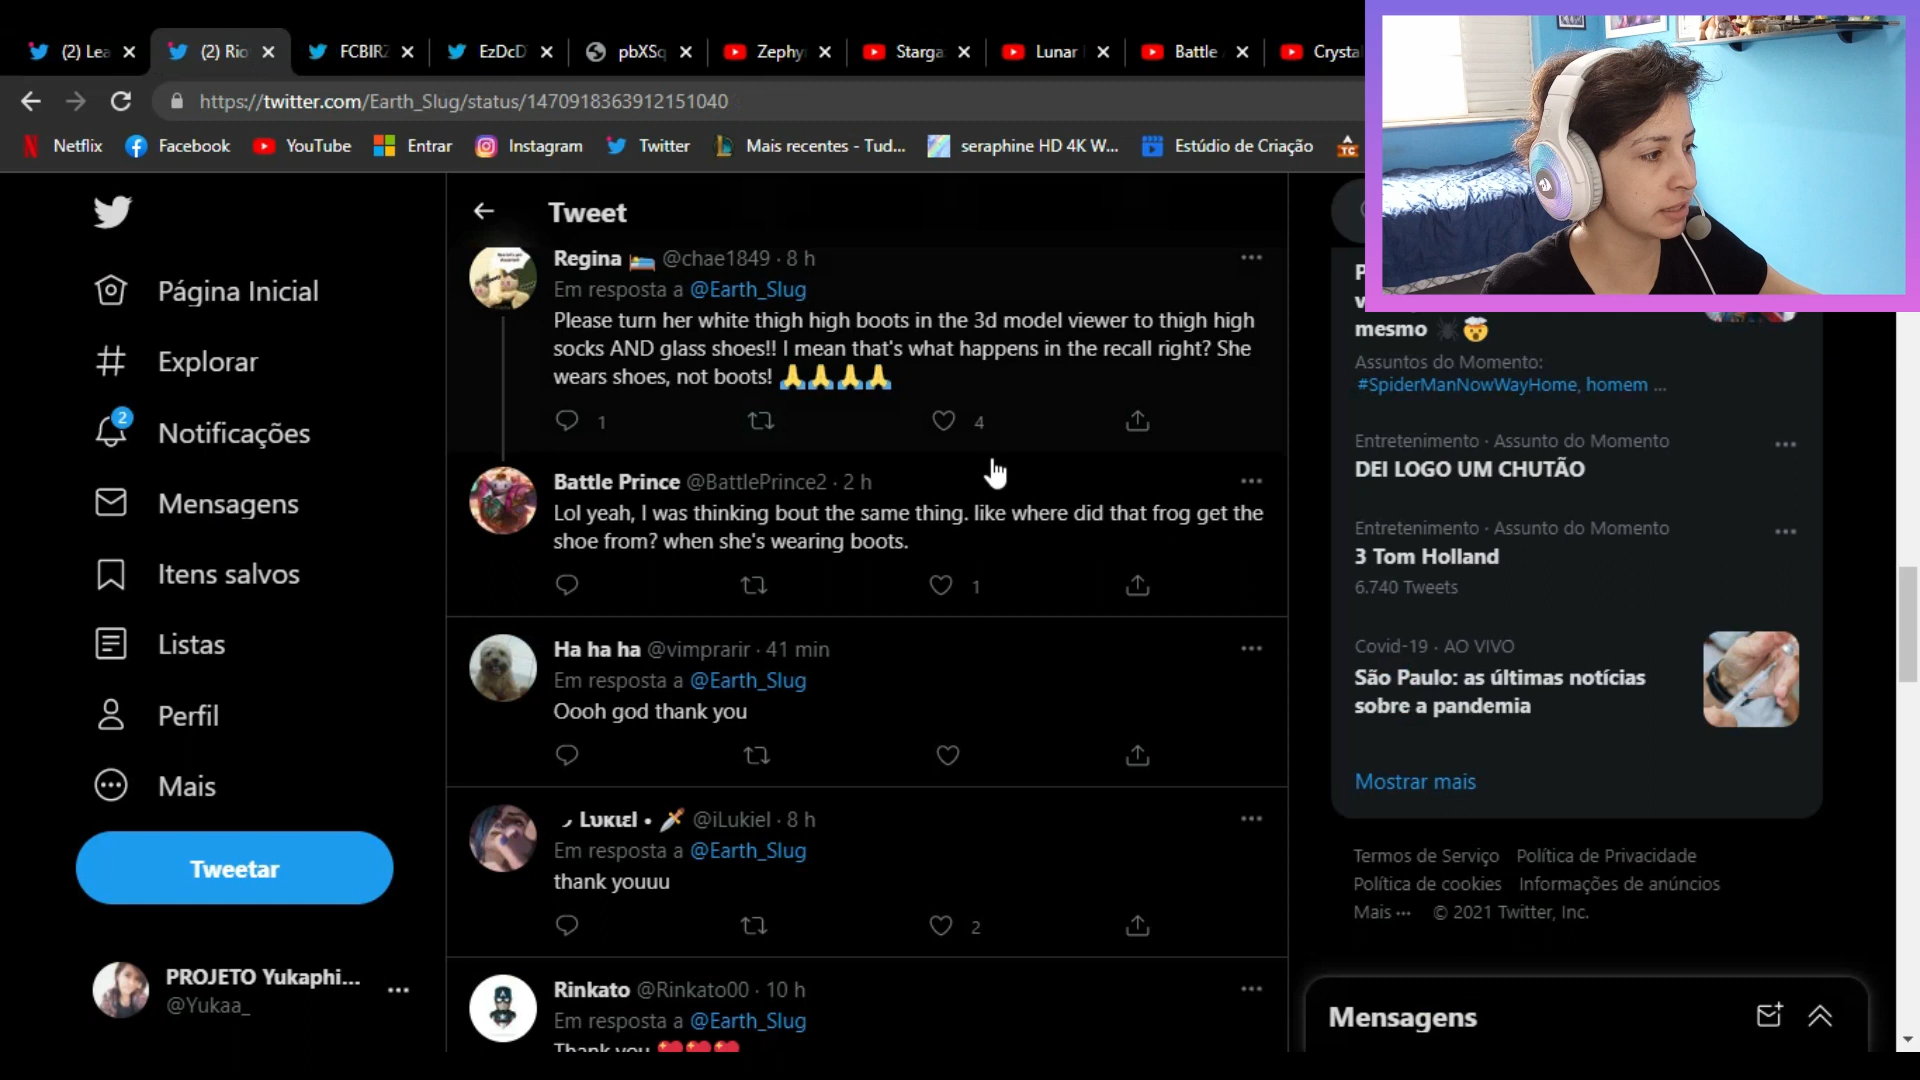 (2) Lea
(2) Rio
FCBIRZ
EzDcD
pbXSq
Zephy
Starga
Lunar
Battle
Crysta
https://twitter.com/Earth_Slug/status/1470918363912151040
Netflix
Facebook
YouTube
Entrar
Instagram
Twitter
Mais recentes - Tud...
seraphine HD 4K W...
Estúdio de Criação
TC
Página Inicial
Explorar
2
Notificações
Mensagens
Itens salvos
Listas
Perfil
Mais
Tweetar
PROJETO Yukaphi...
@Yukaa_
Tweet
Regina @chae1849 · 8 h
Em resposta a @Earth_Slug
Please turn her white thigh high boots in the 3d model viewer to thigh high
socks AND glass shoes!! I mean that's what happens in the recall right? She
wears shoes, not boots! 🙏🙏🙏🙏
1
4
Battle Prince @BattlePrince2 · 2 h
Lol yeah, I was thinking bout the same thing. like where did that frog get the
shoe from? when she's wearing boots.
1
Ha ha ha @vimprarir · 41 min
Em resposta a @Earth_Slug
Oooh god thank you
Lυкιεl • @iLukiel · 8 h
Em resposta a @Earth_Slug
thank youuu
2
Rinkato @Rinkato00 · 10 h
Em resposta a @Earth_Slug
Thank you
mesmo
Assuntos do Momento:
#SpiderManNowWayHome, homem ...
Entretenimento · Assunto do Momento
DEI LOGO UM CHUTÃO
Entretenimento · Assunto do Momento
3 Tom Holland
6.740 Tweets
Covid-19 · AO VIVO
São Paulo: as últimas notícias
sobre a pandemia
Mostrar mais
Termos de Serviço Política de Privacidade
Política de cookies Informações de anúncios
Mais ··· © 2021 Twitter, Inc.
Mensagens